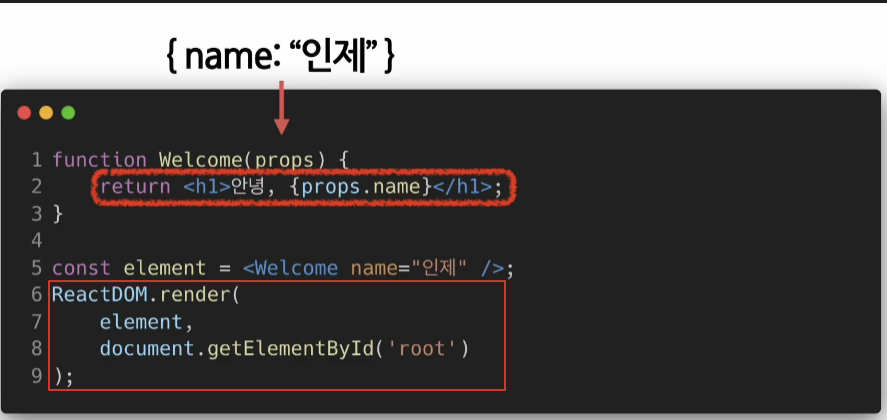 { name: “인제” }
1 function Welcome(props) {
2     return <h1>안녕, {props.name}</h1>;
3 }
4
5 const element = <Welcome name="인제" />;
6 ReactDOM.render(
7     element,
8     document.getElementById('root')
9 );